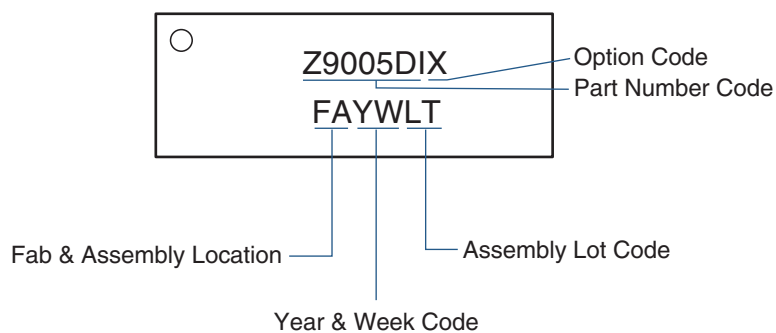 Z9005DIX
Option Code
Part Number Code
FAYWLT
Fab & Assembly Location
Assembly Lot Code
Year & Week Code